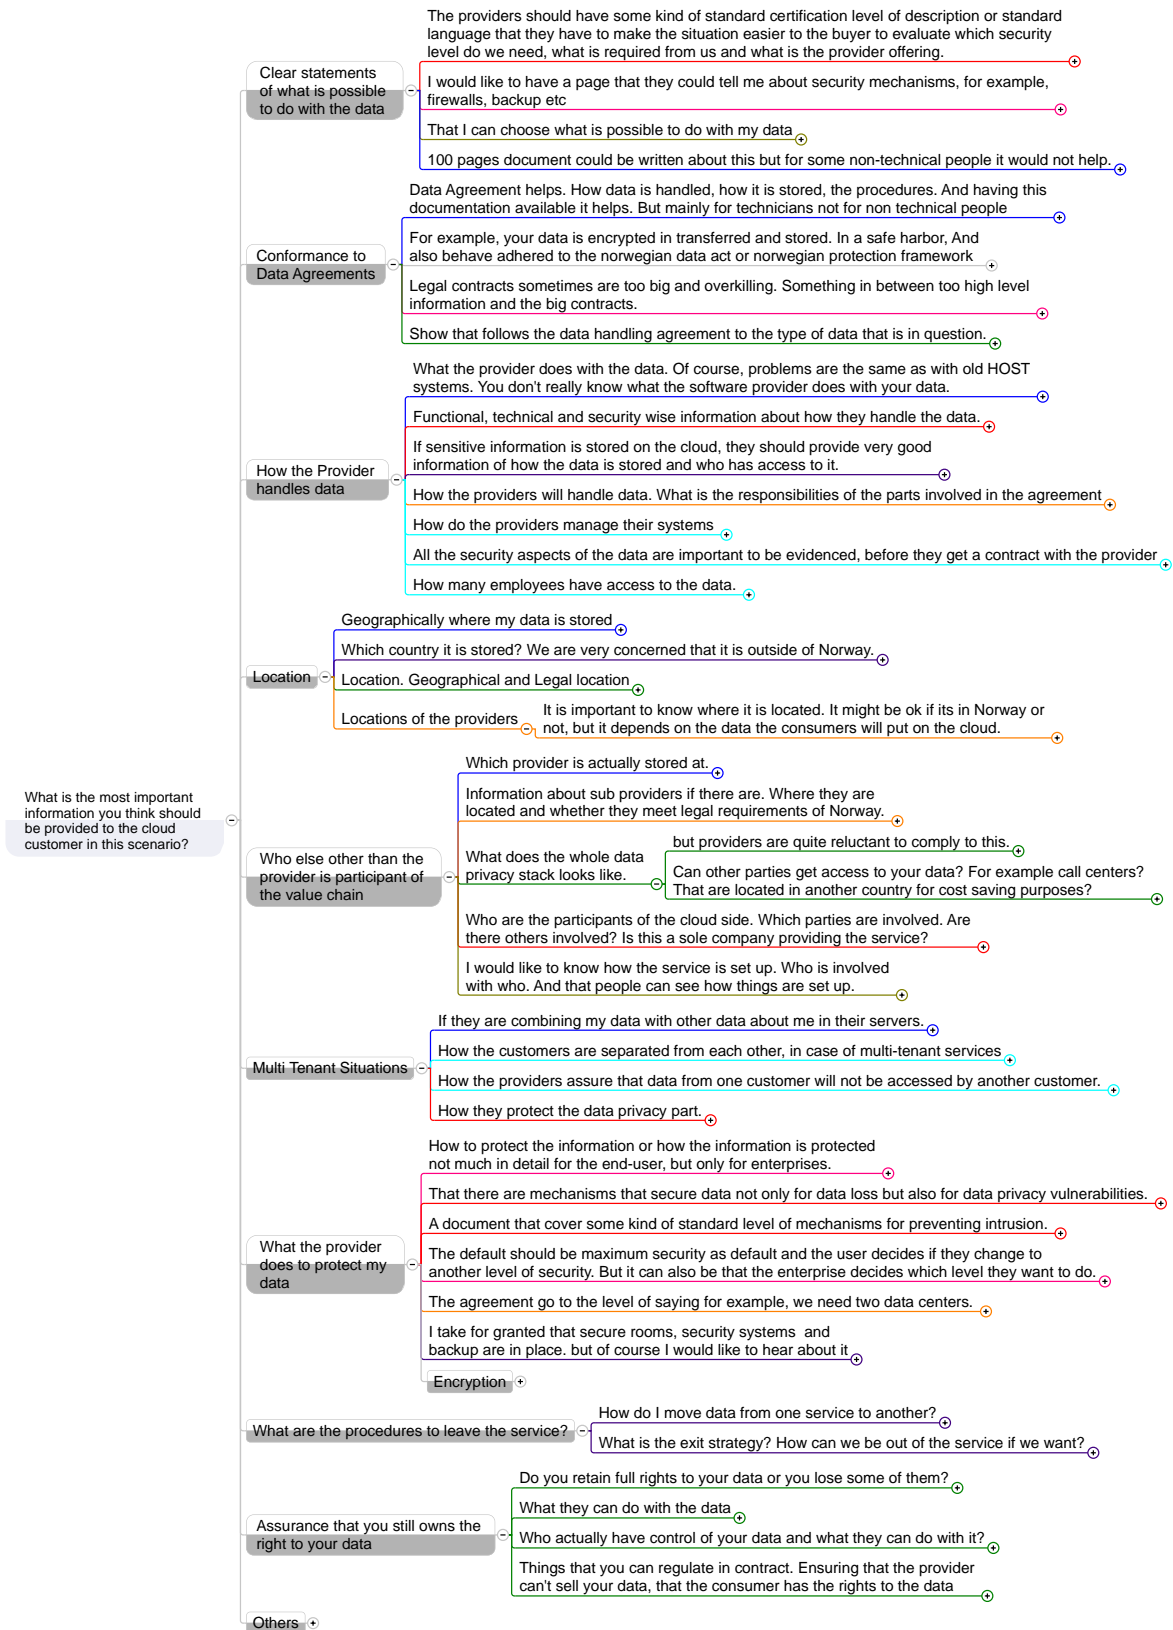 What is the most important
information you think should
be provided to the cloud
customer in this scenario?
Clear statements
of what is possible
to do with the data
The providers should have some kind of standard certification level of description or standard
language that they have to make the situation easier to the buyer to evaluate which security
level do we need, what is required from us and what is the provider offering.
I would like to have a page that they could tell me about security mechanisms, for example,
firewalls, backup etc
That I can choose what is possible to do with my data
100 pages document could be written about this but for some non-technical people it would not help.
Conformance to
Data Agreements
Data Agreement helps. How data is handled, how it is stored, the procedures. And having this
documentation available it helps. But mainly for technicians not for non technical people
For example, your data is encrypted in transferred and stored. In a safe harbor, And
also behave adhered to the norwegian data act or norwegian protection framework
Legal contracts sometimes are too big and overkilling. Something in between too high level
information and the big contracts.
Show that follows the data handling agreement to the type of data that is in question.
How the Provider
handles data
What the provider does with the data. Of course, problems are the same as with old HOST
systems. You don't really know what the software provider does with your data.
Functional, technical and security wise information about how they handle the data.
If sensitive information is stored on the cloud, they should provide very good
information of how the data is stored and who has access to it.
How the providers will handle data. What is the responsibilities of the parts involved in the agreement
How do the providers manage their systems
All the security aspects of the data are important to be evidenced, before they get a contract with the provider
How many employees have access to the data.
Location
Geographically where my data is stored
Which country it is stored? We are very concerned that it is outside of Norway.
Location. Geographical and Legal location
Locations of the providers
It is important to know where it is located. It might be ok if its in Norway or
not, but it depends on the data the consumers will put on the cloud.
Who else other than the
provider is participant of
the value chain
Which provider is actually stored at.
Information about sub providers if there are. Where they are
located and whether they meet legal requirements of Norway.
What does the whole data
privacy stack looks like.
but providers are quite reluctant to comply to this.
Can other parties get access to your data? For example call centers?
That are located in another country for cost saving purposes?
Who are the participants of the cloud side. Which parties are involved. Are
there others involved? Is this a sole company providing the service?
I would like to know how the service is set up. Who is involved
with who. And that people can see how things are set up.
Multi Tenant Situations
If they are combining my data with other data about me in their servers.
How the customers are separated from each other, in case of multi-tenant services
How the providers assure that data from one customer will not be accessed by another customer.
How they protect the data privacy part.
What the provider
does to protect my
data
How to protect the information or how the information is protected
not much in detail for the end-user, but only for enterprises.
That there are mechanisms that secure data not only for data loss but also for data privacy vulnerabilities.
A document that cover some kind of standard level of mechanisms for preventing intrusion.
The default should be maximum security as default and the user decides if they change to
another level of security. But it can also be that the enterprise decides which level they want to do.
The agreement go to the level of saying for example, we need two data centers.
I take for granted that secure rooms, security systems  and
backup are in place. but of course I would like to hear about it
Encryption
What are the procedures to leave the service?
How do I move data from one service to another?
What is the exit strategy? How can we be out of the service if we want?
Assurance that you still owns the
right to your data
Do you retain full rights to your data or you lose some of them?
What they can do with the data
Who actually have control of your data and what they can do with it?
Things that you can regulate in contract. Ensuring that the provider
can't sell your data, that the consumer has the rights to the data
Others